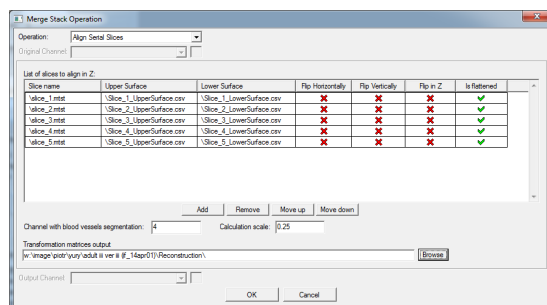 Merge Stack Operation
Operation: Align Serial Slices
Original Channel:
List of slices to align in Z:
Slice name Upper Surface Lower Surface Flip Horizontally Flip Vertically Flip in Z Is flattened
\slice_1.mtst \Slice_1_UpperSurface.csv \Slice_1_LowerSurface.csv
\slice_2.mtst \Slice_2_UpperSurface.csv \Slice_2_LowerSurface.csv
\slice_3.mtst \Slice_3_UpperSurface.csv \Slice_3_LowerSurface.csv
\slice_4.mtst \Slice_4_UpperSurface.csv \Slice_4_LowerSurface.csv
\slice_5.mtst \Slice_5_UpperSurface.csv \Slice_5_LowerSurface.csv
Add Remove Move up Move down
Channel with blood vessels segmentation: 4 Calculation scale: 0.25
Transformation matrices output
Browse
Output Channel:
OK Cancel